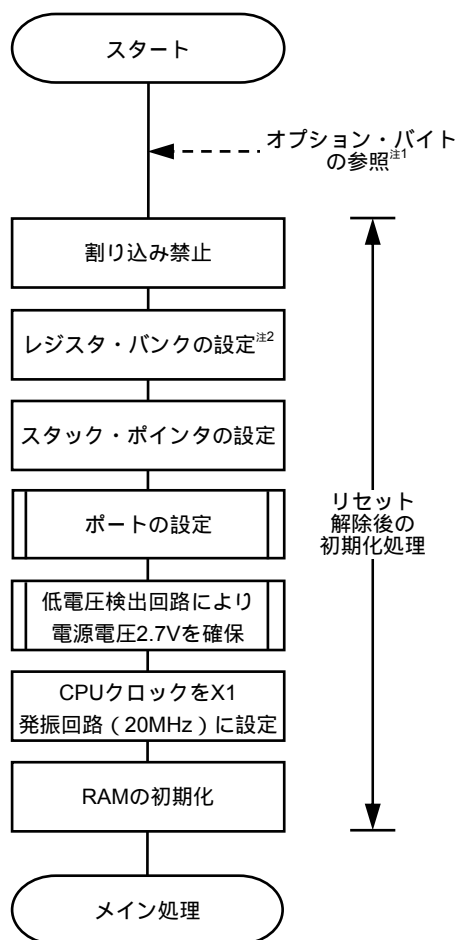 スタート
オプション・バイト
の参照注1
割り込み禁止
レジスタ・バンクの設定注2
スタック・ポインタの設定
ポートの設定
低電圧検出回路により
電源電圧2.7Vを確保
CPUクロックをX1
発振回路（20MHz）に設定
RAMの初期化
リセット
解除後の
初期化処理
メイン処理